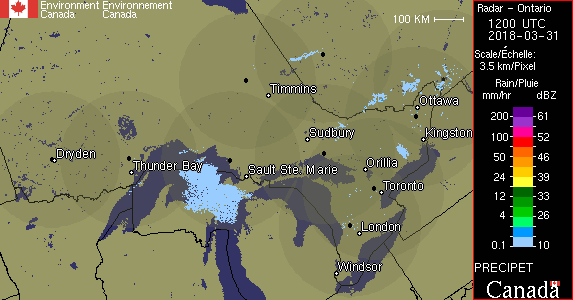 Environment Environnement
Canada Canada
100 KM
Timmins
Ottawa
Sudbury
Kingston
Dryden
Thunder Bay
Sault Ste. Marie
Orillia
Toronto
London
Windsor
Radar - Ontario
1200 UTC
2018-03-31
Scale/Échelle:
3.5 km/Pixel
Rain/Pluie
mm/hr dBZ
200 61
100 52
50 46
24 39
12 33
4 26
0.1 10
PRECIPET
Canada